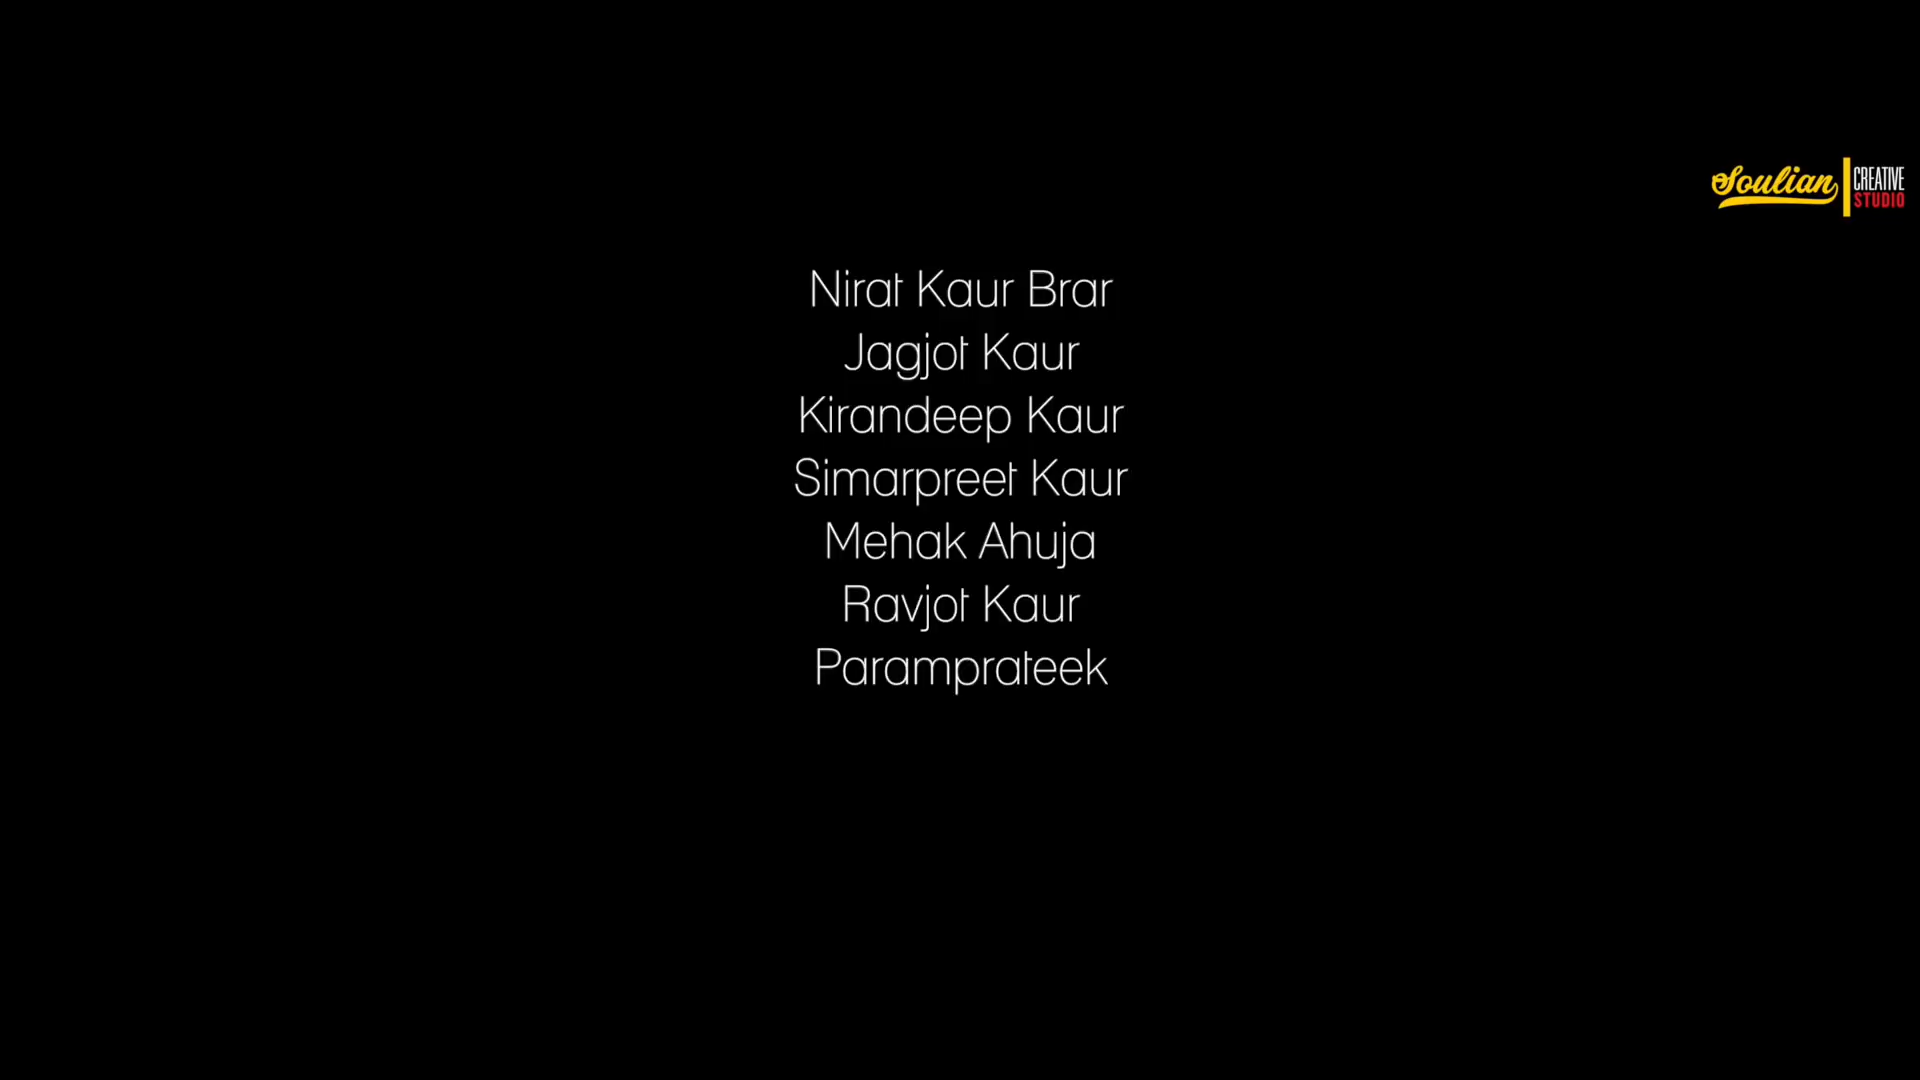 Soulian CREATIVE
STUDIO
Nirat Kaur Brar
Jagjot Kaur
Kirandeep Kaur
Simarpreet Kaur
Mehak Ahuja
Ravjot Kaur
Paramprateek